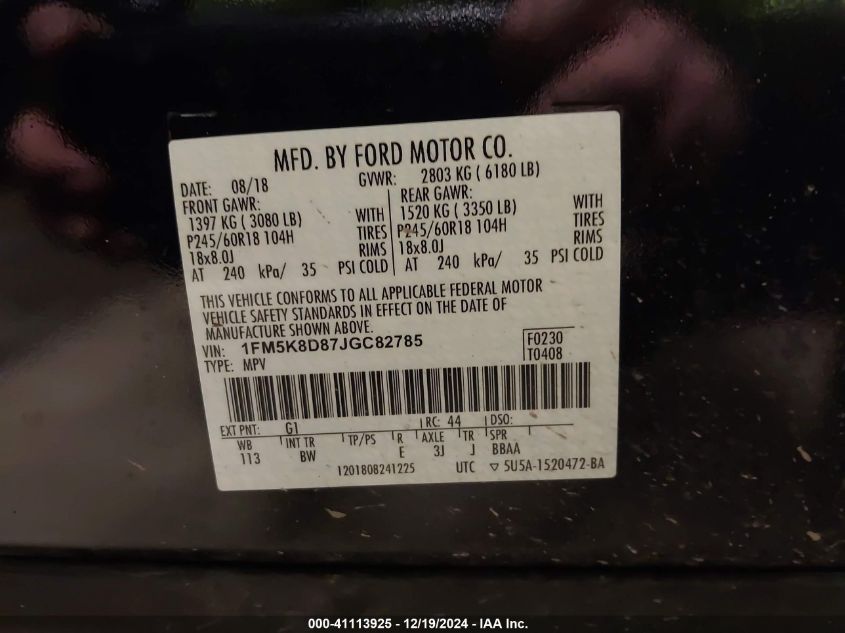 MFD. BY FORD MOTOR CO.
DATE: 08/18 GVWR: 2803 KG ( 6180 LB)
FRONT GAWR: REAR GAWR:
1397 KG ( 3080 LB) WITH 1520 KG ( 3350 LB) WITH
P245/60R18 104H TIRES P245/60R18 104H TIRES
18x8.0J RIMS 18x8.0J RIMS
AT 240 kPa/ 35 PSI COLD AT 240 kPa/ 35 PSI COLD
THIS VEHICLE CONFORMS TO ALL APPLICABLE FEDERAL MOTOR
VEHICLE SAFETY STANDARDS IN EFFECT ON THE DATE OF
MANUFACTURE SHOWN ABOVE.
VIN: 1FM5K8D87JGC82785 F0230
TYPE: MPV T0408
EXT PNT: G1 RC: 44 DSO:
WB INT TR TP/PS R AXLE TR SPR
113 BW E 3J J BBAA
1201808241225 UTC ▽ 5U5A-1520472-BA
000-41113925 - 12/19/2024 - IAA Inc.